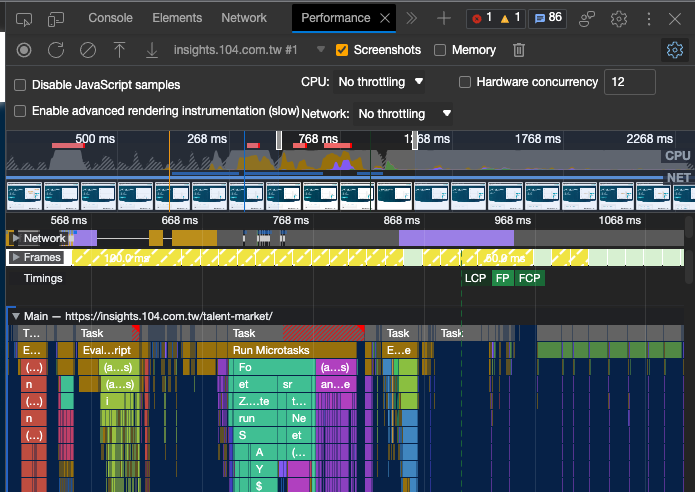 Console Elements Network Performance 1 1 86
insights.104.com.tw #1 Screenshots Memory
Disable JavaScript samples CPU: No throttling Hardware concurrency 12
Enable advanced rendering instrumentation (slow) Network: No throttling
500 ms 268 ms 768 ms 1268 ms 1768 ms 2268 ms
CPU
NET
568 ms 668 ms 768 ms 868 ms 968 ms 1068 ms
Network
Frames 100.0 ms 50.0 ms
Timings LCP FP FCP
Main — https://insights.104.com.tw/talent-market/
T... Task Task Task Task
E... Eval...ript Run Microtasks E...e
(...) (a...s) Fo (a...s)
n (a...s) et sr an...e
(...) i Z....te t...
n run Ne
(...) S et
A (...
Y
$